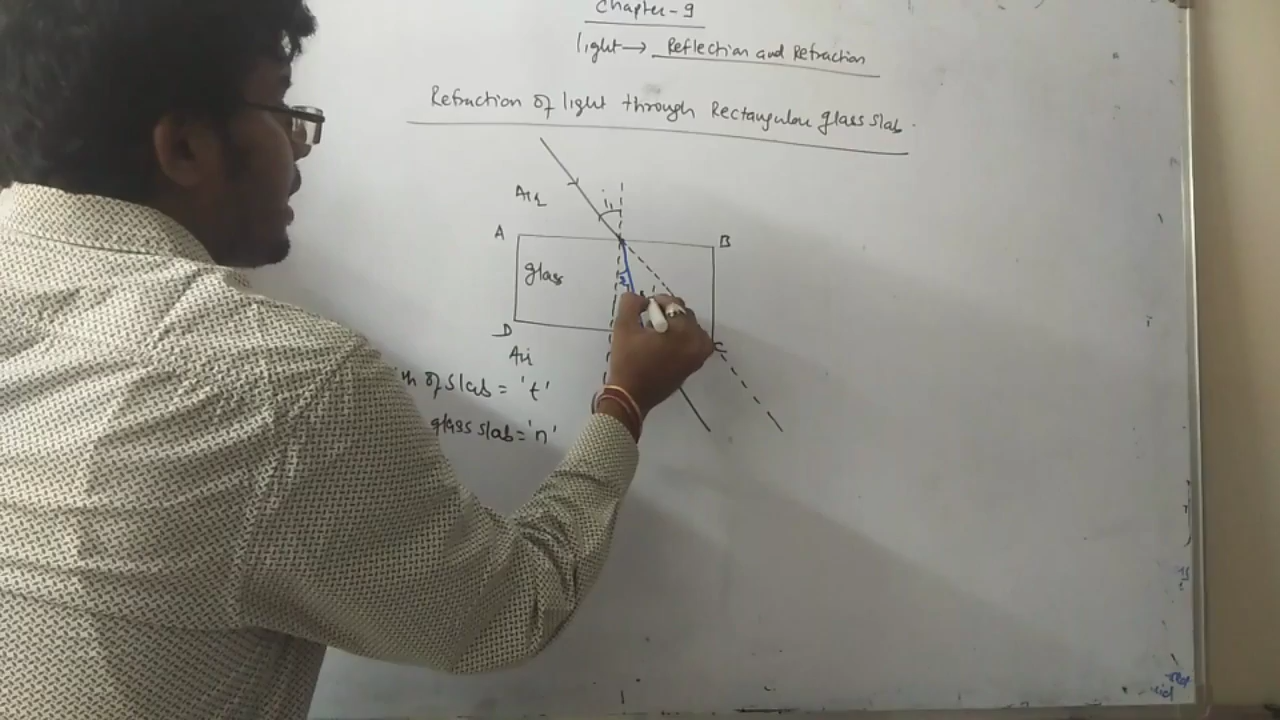 Chapter-9
light→ Reflection and Refraction
Refraction of light through Rectangular glass slab.
Air
i₁
A
B
glass
D
C
Air
of slab = 't'
glass slab = 'n'